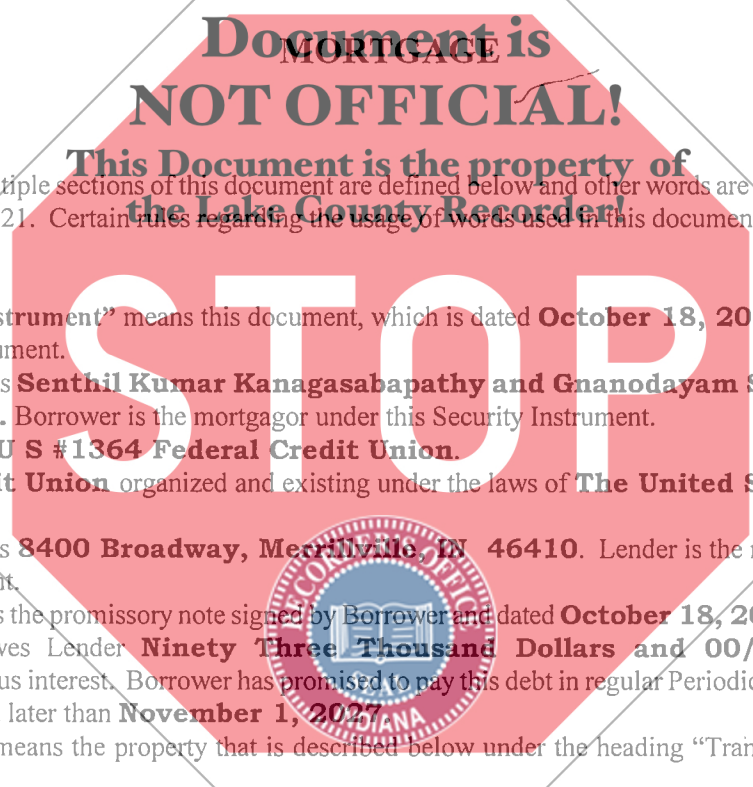 Document is
MORTGAGE
NOT OFFICIAL!
This Document is the property of
the Lake County Recorder!
tiple sections of this document are defined below and other words are
21. Certain rules regarding the usage of words used in this documen
STOP
strument” means this document, which is dated October 18, 20
ument.
s Senthil Kumar Kanagasabapathy and Gnanodayam S
. Borrower is the mortgagor under this Security Instrument.
U S #1364 Federal Credit Union.
it Union organized and existing under the laws of The United S
s 8400 Broadway, Merrillville, IN 46410. Lender is the
nt.
s the promissory note signed by Borrower and dated October 18, 20
ves Lender Ninety Three Thousand Dollars and 00/
us interest. Borrower has promised to pay this debt in regular Periodic
later than November 1, 2027.
means the property that is described below under the heading “Tran
RECORDER'S OFFIC
INDIANA